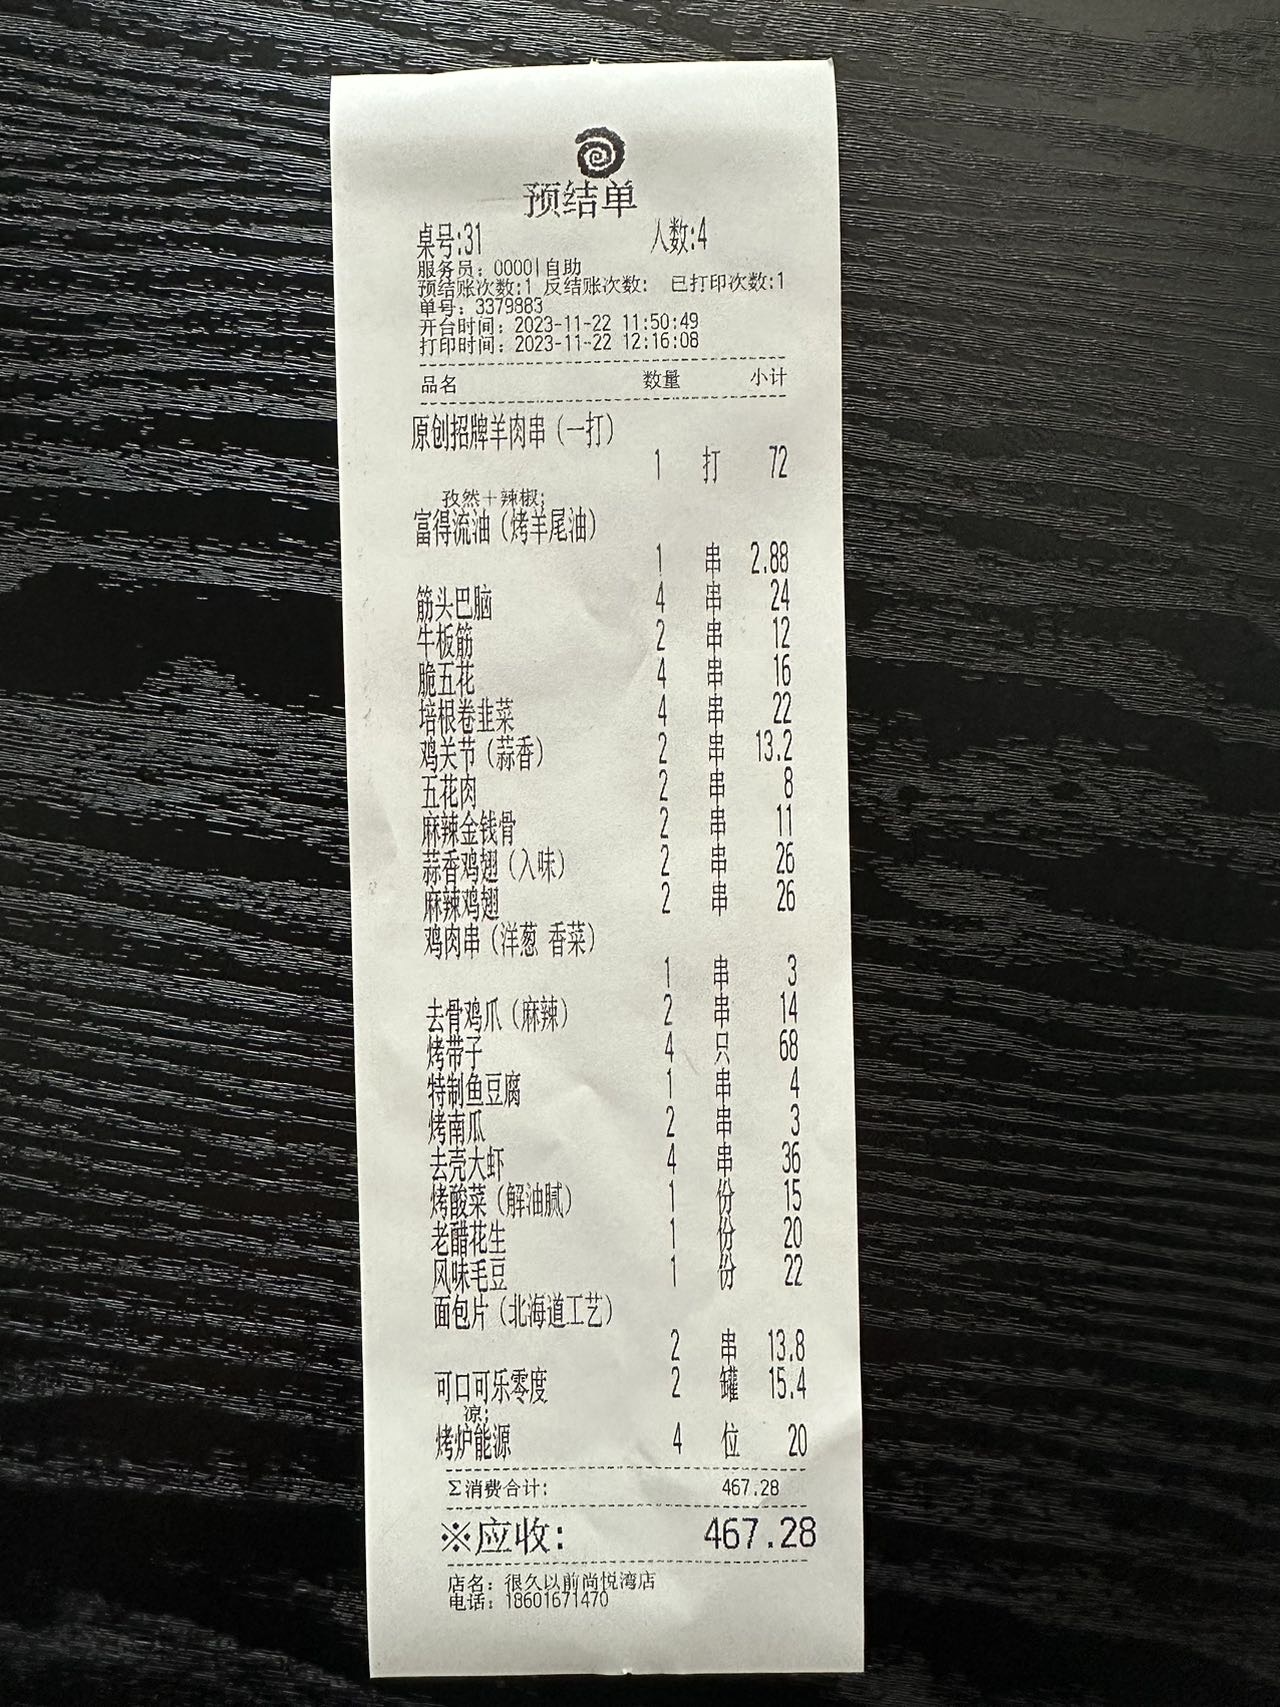 预结单
桌号:31 人数:4
服务员: 0000|自助
预结账次数:1 反结账次数: 已打印次数:1
单号: 3379883
开台时间: 2023-11-22 11:50:49
打印时间: 2023-11-22 12:16:08
品名 数量 小计
原创招牌羊肉串(一打)
1 打 72
孜然+辣椒;
富得流油(烤羊尾油)
1 串 2.88
筋头巴脑 4 串 24
牛板筋 2 串 12
脆五花 4 串 16
培根卷韭菜 4 串 22
鸡关节(蒜香) 2 串 13.2
五花肉 2 串 8
麻辣金钱骨 2 串 11
蒜香鸡翅(入味) 2 串 26
麻辣鸡翅 2 串 26
鸡肉串(洋葱 香菜)
1 串 3
去骨鸡爪(麻辣) 2 串 14
烤带子 4 只 68
特制鱼豆腐 1 串 4
烤南瓜 2 串 3
去壳大虾 4 串 36
烤酸菜(解油腻) 1 份 15
老醋花生 1 份 20
风味毛豆 1 份 22
面包片(北海道工艺)
2 串 13.8
可口可乐零度 2 罐 15.4
凉;
烤炉能源 4 位 20
Σ消费合计: 467.28
※应收: 467.28
店名: 很久以前尚悦湾店
电话: 18601671470